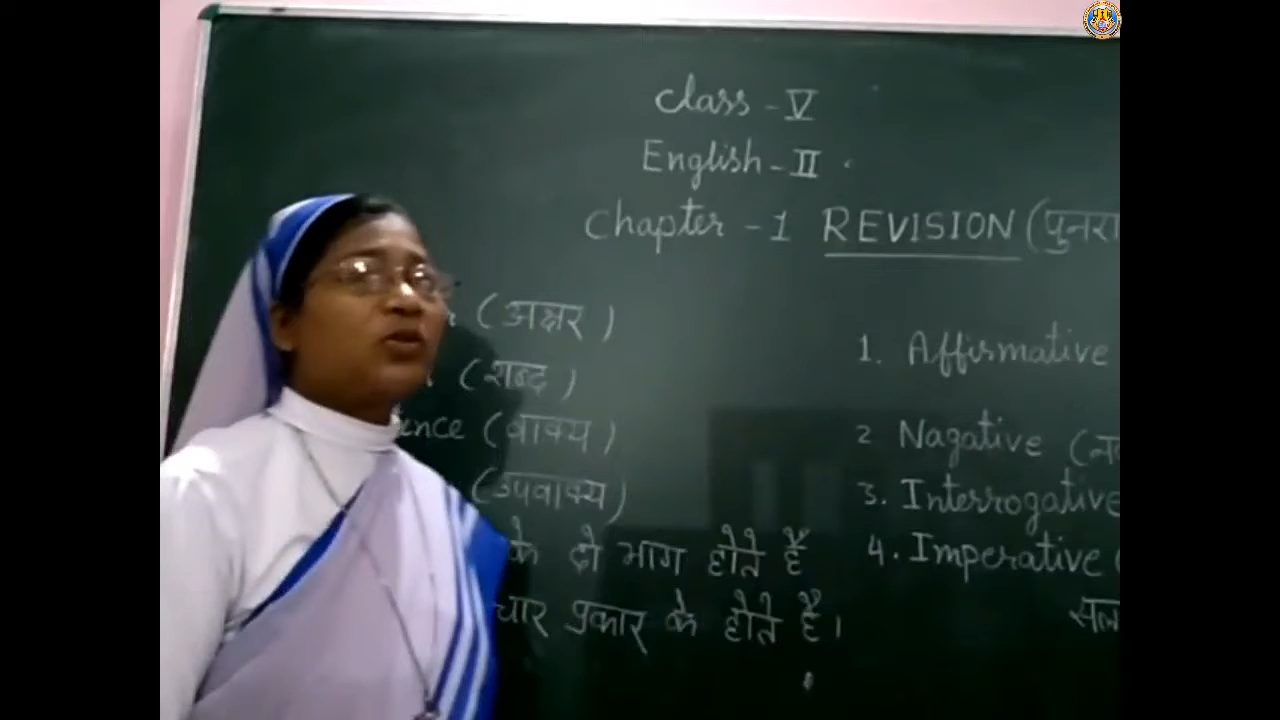 Class - V
English - II
Chapter - 1 REVISION (पुनरा
(अक्षर)
(शब्द)
ence (वाक्य)
(उपवाक्य)
के दो भाग होते हैं
चार प्रकार के होते हैं।
1. Affirmative
2 Nagative (न
3. Interrogative
4. Imperative (
सल